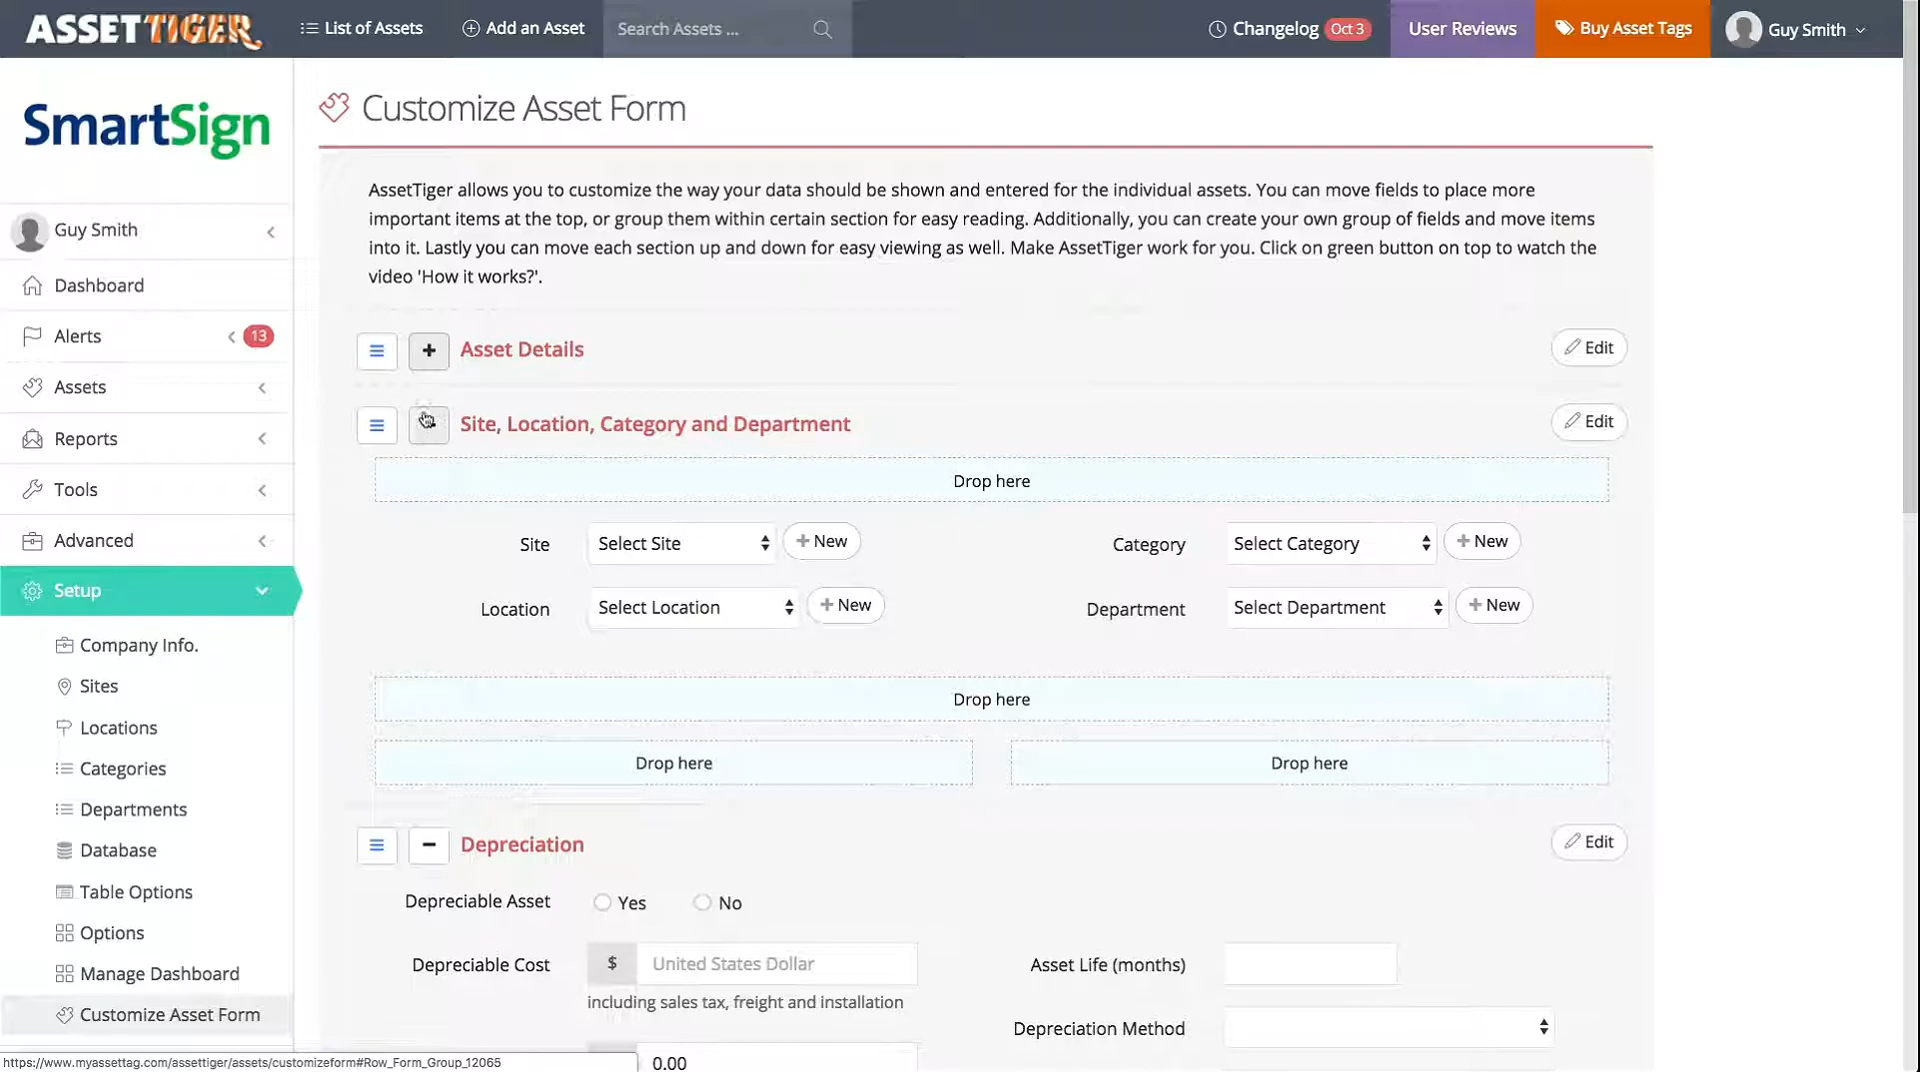 ASSETTIGER
List of Assets
Add an Asset
Search Assets ...
Changelog Oct 3
User Reviews
Buy Asset Tags
Guy Smith
SmartSign
Guy Smith
Dashboard
Alerts 13
Assets
Reports
Tools
Advanced
Setup
Company Info.
Sites
Locations
Categories
Departments
Database
Table Options
Options
Manage Dashboard
Customize Asset Form
Customize Asset Form
AssetTiger allows you to customize the way your data should be shown and entered for the individual assets. You can move fields to place more
important items at the top, or group them within certain section for easy reading. Additionally, you can create your own group of fields and move items
into it. Lastly you can move each section up and down for easy viewing as well. Make AssetTiger work for you. Click on green button on top to watch the
video 'How it works?'.
Asset Details
Edit
Site, Location, Category and Department
Edit
Drop here
Site Select Site + New
Category Select Category + New
Location Select Location + New
Department Select Department + New
Drop here
Drop here
Drop here
Depreciation
Edit
Depreciable Asset Yes No
Depreciable Cost $ United States Dollar
including sales tax, freight and installation
Asset Life (months)
Depreciation Method
0.00
https://www.myassettag.com/assettiger/assets/customizeform#Row_Form_Group_12065